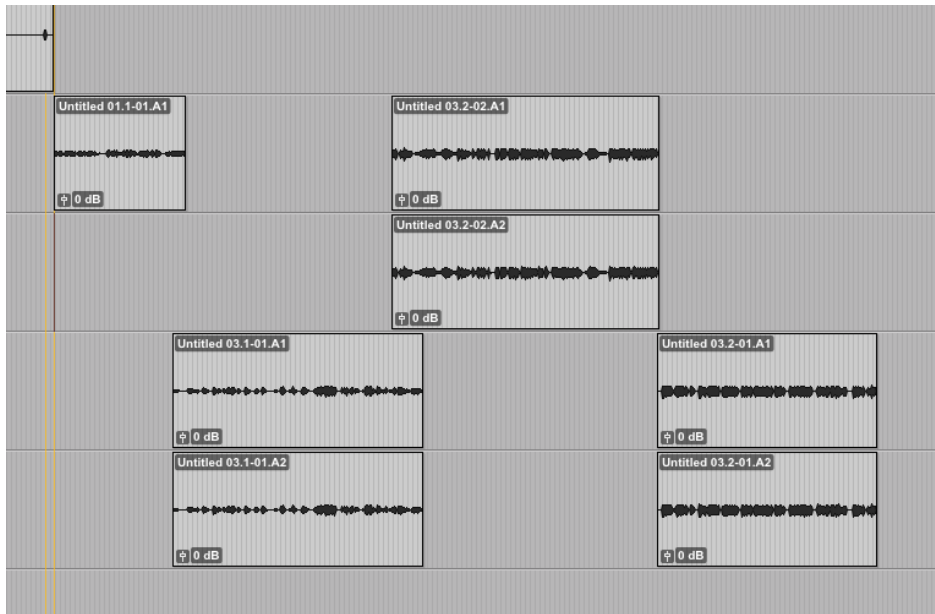 Untitled 01.1-01.A1
0 dB
Untitled 03.2-02.A1
0 dB
Untitled 03.2-02.A2
0 dB
Untitled 03.1-01.A1
0 dB
Untitled 03.2-01.A1
0 dB
Untitled 03.1-01.A2
0 dB
Untitled 03.2-01.A2
0 dB